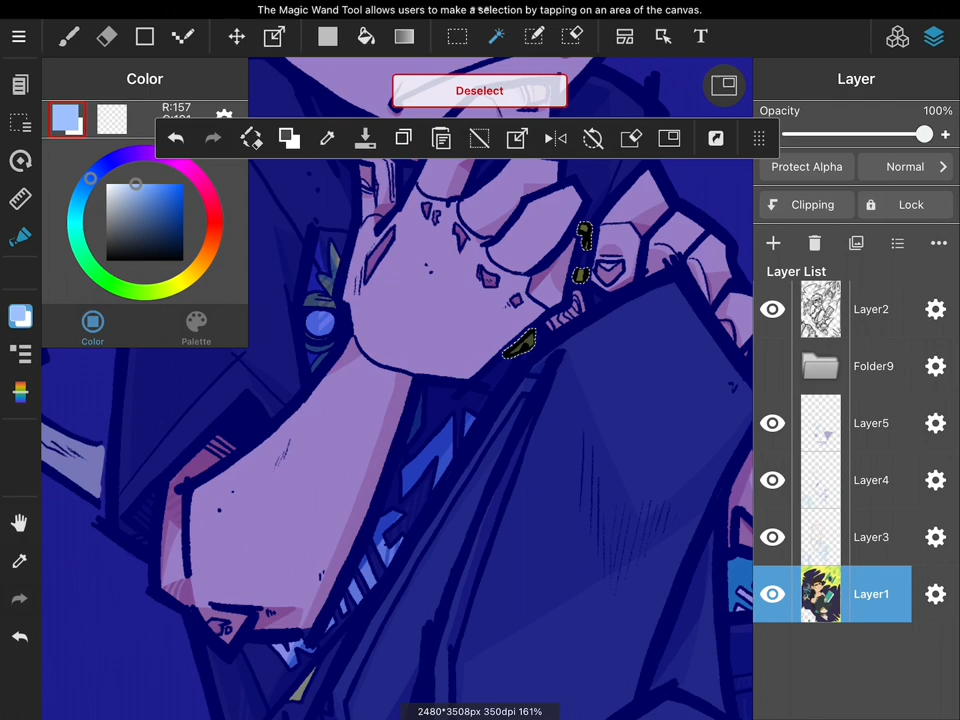 The Magic Wand Tool allows users to make a selection by tapping on an area of the canvas.
T
Color
R:157
Deselect
Layer
Opacity 100%
Protect Alpha Normal
Clipping Lock
Layer List
Layer2
Folder9
Layer5
Layer4
Layer3
Layer1
Color Palette
2480*3508px 350dpi 161%